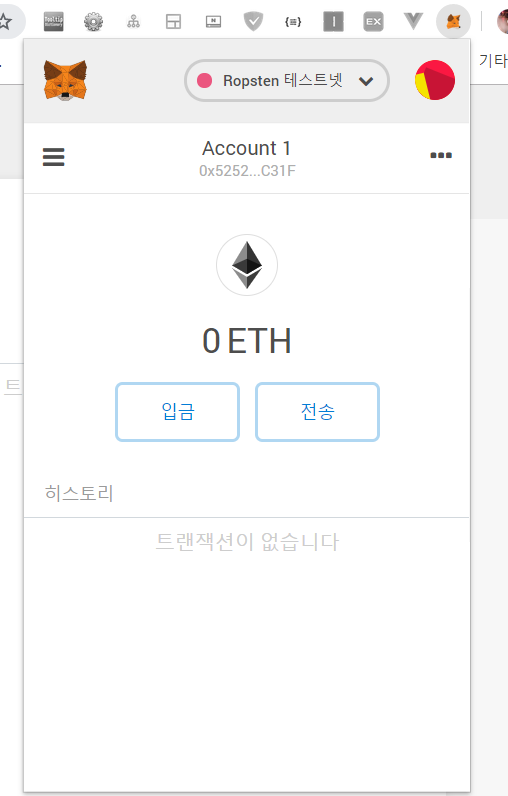 EX
기타
Ropsten 테스트넷
Account 1
0x5252...C31F
0 ETH
입금
전송
트
히스토리
트랜잭션이 없습니다